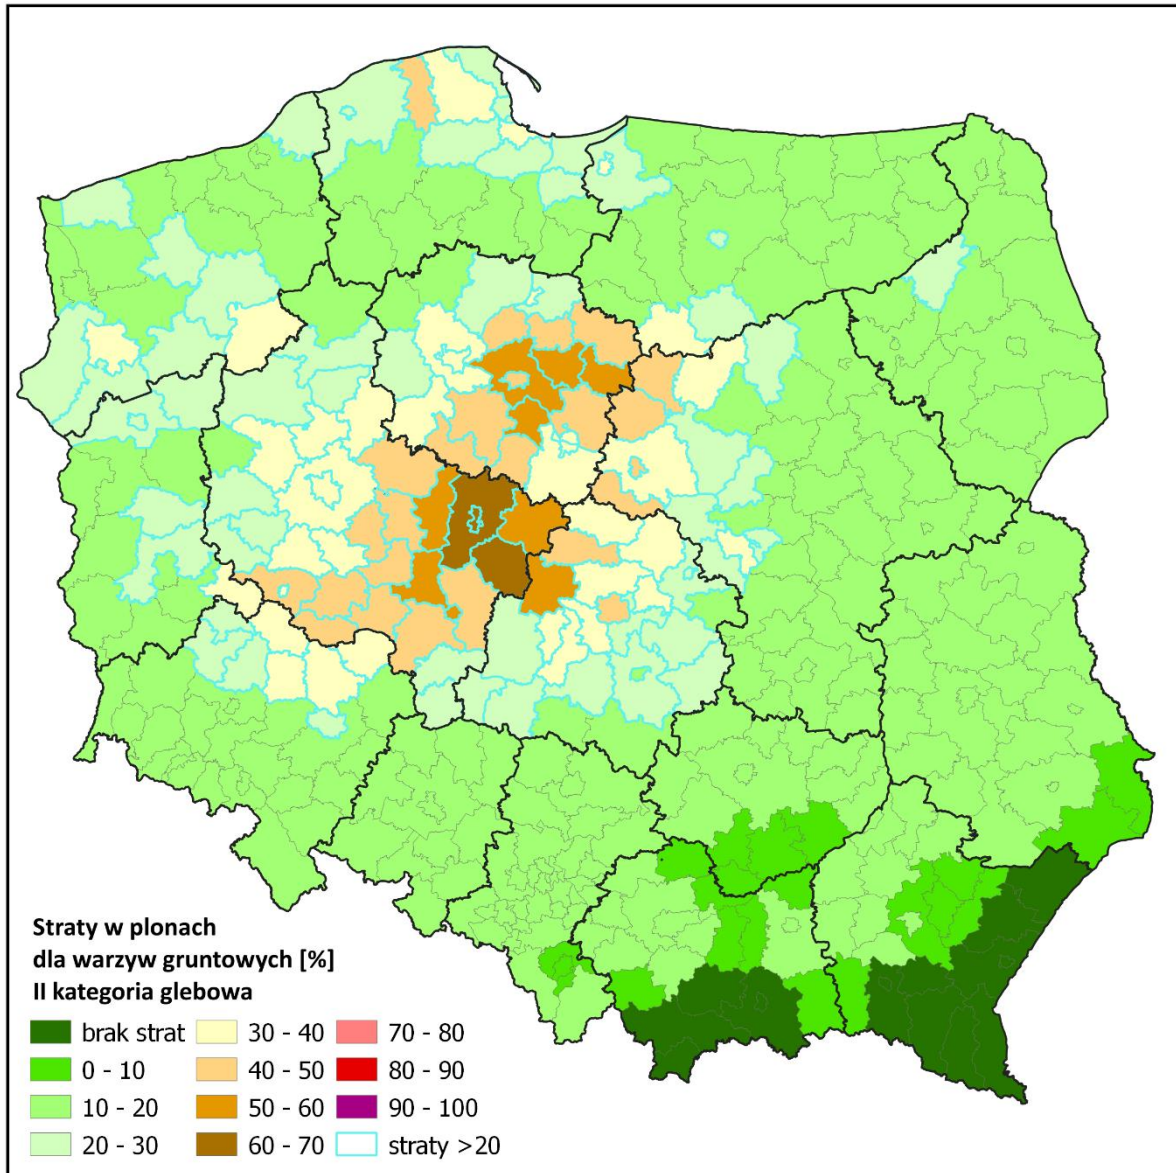 Straty w plonach
dla warzyw gruntowych [%]
II kategoria glebowa
brak strat
0 - 10
10 - 20
20 - 30
30 - 40
40 - 50
50 - 60
60 - 70
70 - 80
80 - 90
90 - 100
straty >20